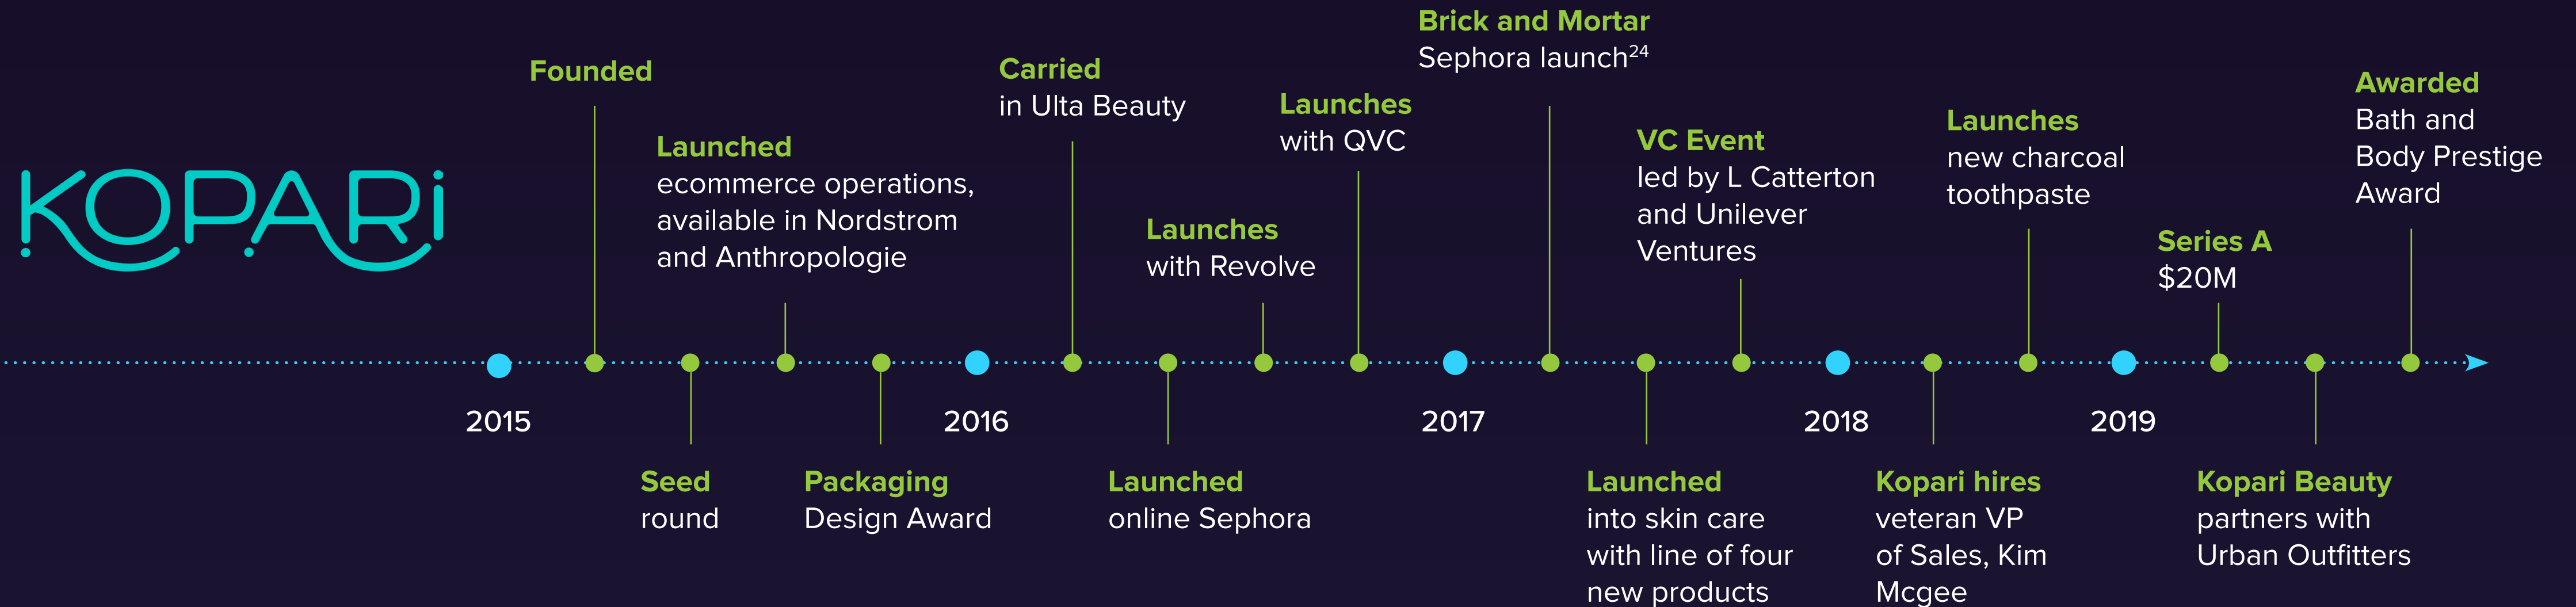 KOPARi
Founded
Launched
ecommerce operations,
available in Nordstrom
and Anthropologie
Carried
in Ulta Beauty
Launches
with Revolve
Launches
with QVC
Brick and Mortar
Sephora launch24
VC Event
led by L Catterton
and Unilever
Ventures
Launches
new charcoal
toothpaste
Series A
$20M
Awarded
Bath and
Body Prestige
Award
2015
2016
2017
2018
2019
Seed
round
Packaging
Design Award
Launched
online Sephora
Launched
into skin care
with line of four
new products
Kopari hires
veteran VP
of Sales, Kim
Mcgee
Kopari Beauty
partners with
Urban Outfitters